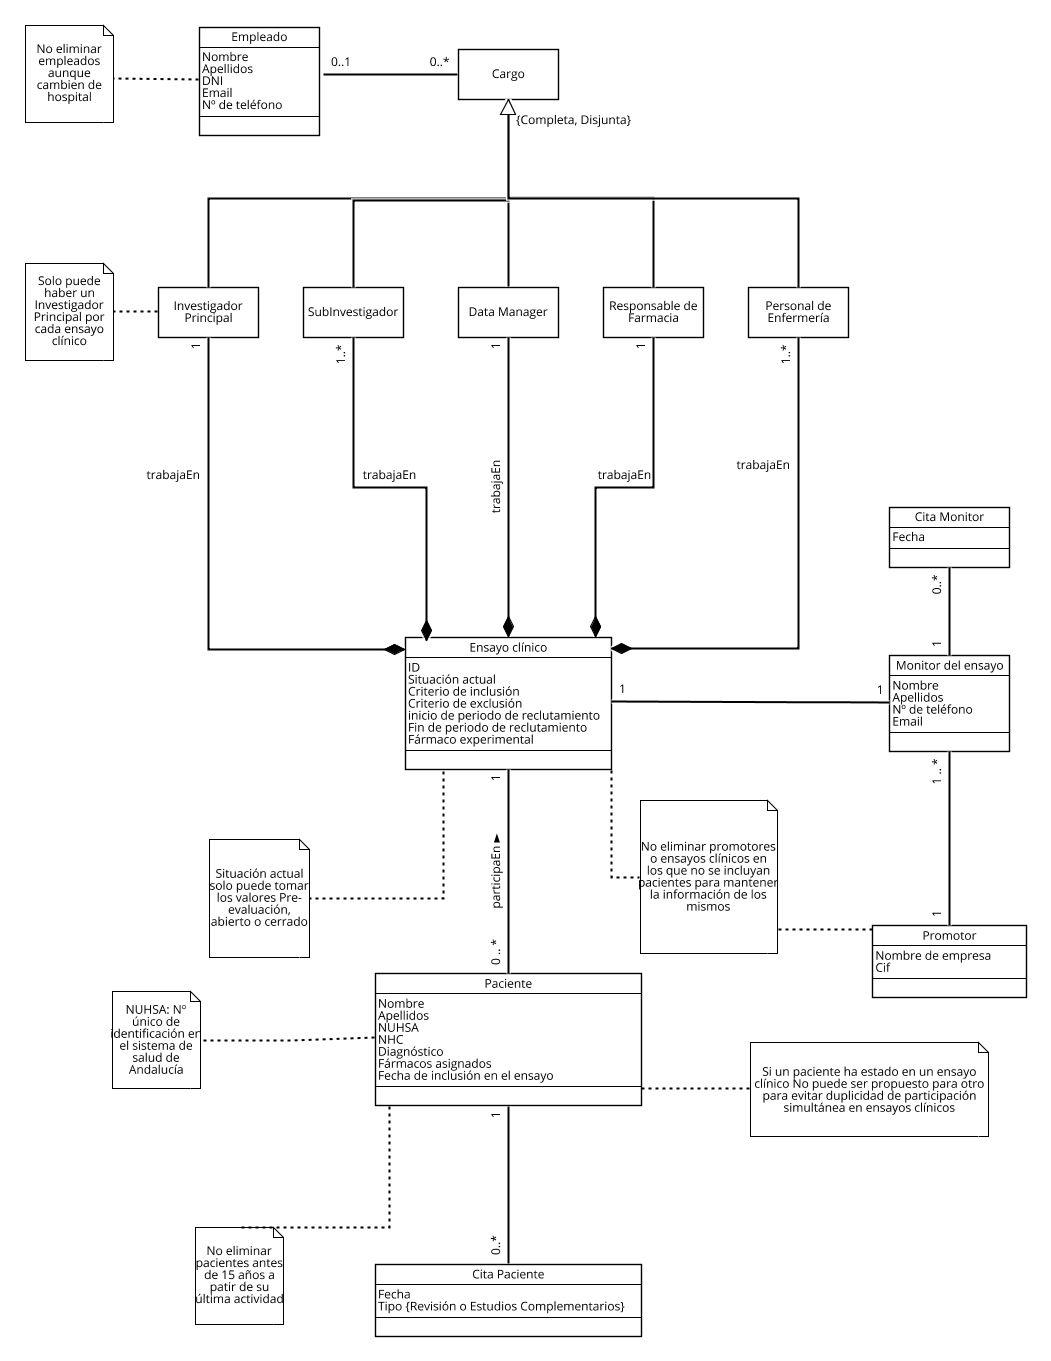 No eliminar
empleados
aunque
cambien de
hospital
Empleado
Nombre
Apellidos
DNI
Email
Nº de teléfono
0..1
0..*
Cargo
{Completa, Disjunta}
Solo puede
haber un
Investigador
Principal por
cada ensayo
clínico
Investigador
Principal
SubInvestigador
Data Manager
Responsable de
Farmacia
Personal de
Enfermería
1
1..*
1
1
1..*
trabajaEn
trabajaEn
trabajaEn
trabajaEn
trabajaEn
Cita Monitor
Fecha
0..*
1
Ensayo clínico
ID
Situación actual
Criterio de inclusión
Criterio de exclusión
inicio de periodo de reclutamiento
Fin de periodo de reclutamiento
Fármaco experimental
1
1
Monitor del ensayo
Nombre
Apellidos
Nº de teléfono
Email
1
1 .. *
participaEn
Situación actual
solo puede tomar
los valores Pre-
evaluación,
abierto o cerrado
No eliminar promotores
o ensayos clínicos en
los que no se incluyan
pacientes para mantener
la información de los
mismos
1
Promotor
Nombre de empresa
Cif
0 .. *
Paciente
Nombre
Apellidos
NUHSA
NHC
Diagnóstico
Fármacos asignados
Fecha de inclusión en el ensayo
NUHSA: Nº
único de
identificación en
el sistema de
salud de
Andalucía
Si un paciente ha estado en un ensayo
clínico No puede ser propuesto para otro
para evitar duplicidad de participación
simultánea en ensayos clínicos
1
0..*
No eliminar
pacientes antes
de 15 años a
patir de su
última actividad
Cita Paciente
Fecha
Tipo {Revisión o Estudios Complementarios}